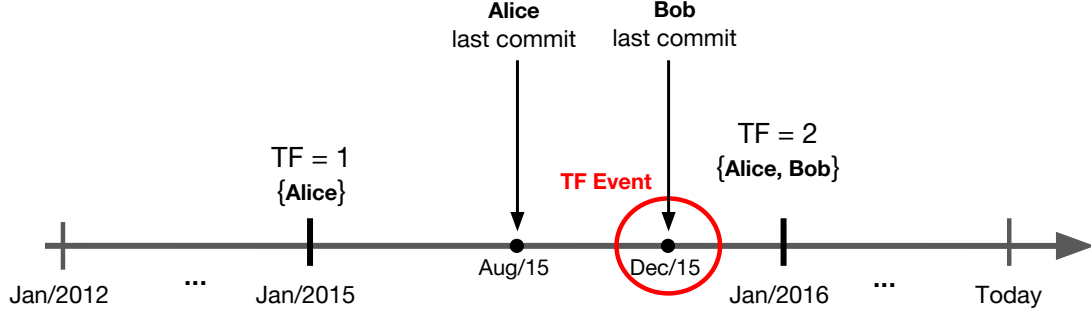 Alice
last commit
Bob
last commit
TF = 1
{Alice}
TF Event
TF = 2
{Alice, Bob}
Aug/15
Dec/15
Jan/2012
...
Jan/2015
Jan/2016
...
Today